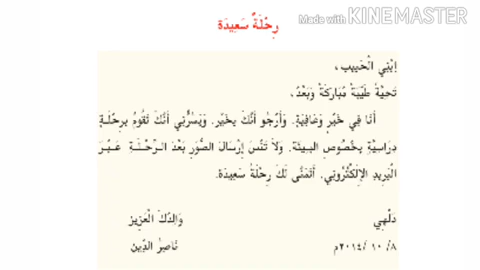 رِحْلَةٌ سَعِيدَة
Made with KINEMASTER
اِبْنِي الْحَبِيب،
تَحِيَّةً طَيِّبَةً مُبَارَكَةً وَبَعْدُ،
أَنَا فِي خَيْرٍ وَعَافِيَةٍ. وَأَرْجُو أَنَّكَ بِخَيْرٍ. وَيَسُرُّنِي أَنَّكَ تَقُومُ بِرِحْلَةٍ
دِرَاسِيَّةٍ بِخُصُوصِ الْبِيئَة. وَلَا تَنْسَ إِرْسَالَ الصُّوَرِ بَعْدَ الرِّحْلَةِ عَبْرَ
الْبَرِيدِ الْإِلِكْتُرُونِي. أَتَمَنَّى لَكَ رِحْلَةً سَعِيدَة.
دَلْهِي وَالِدُكَ الْعَزِيز
٨/ ١٠ /٢٠١٤م نَاصِرُ الدِّين